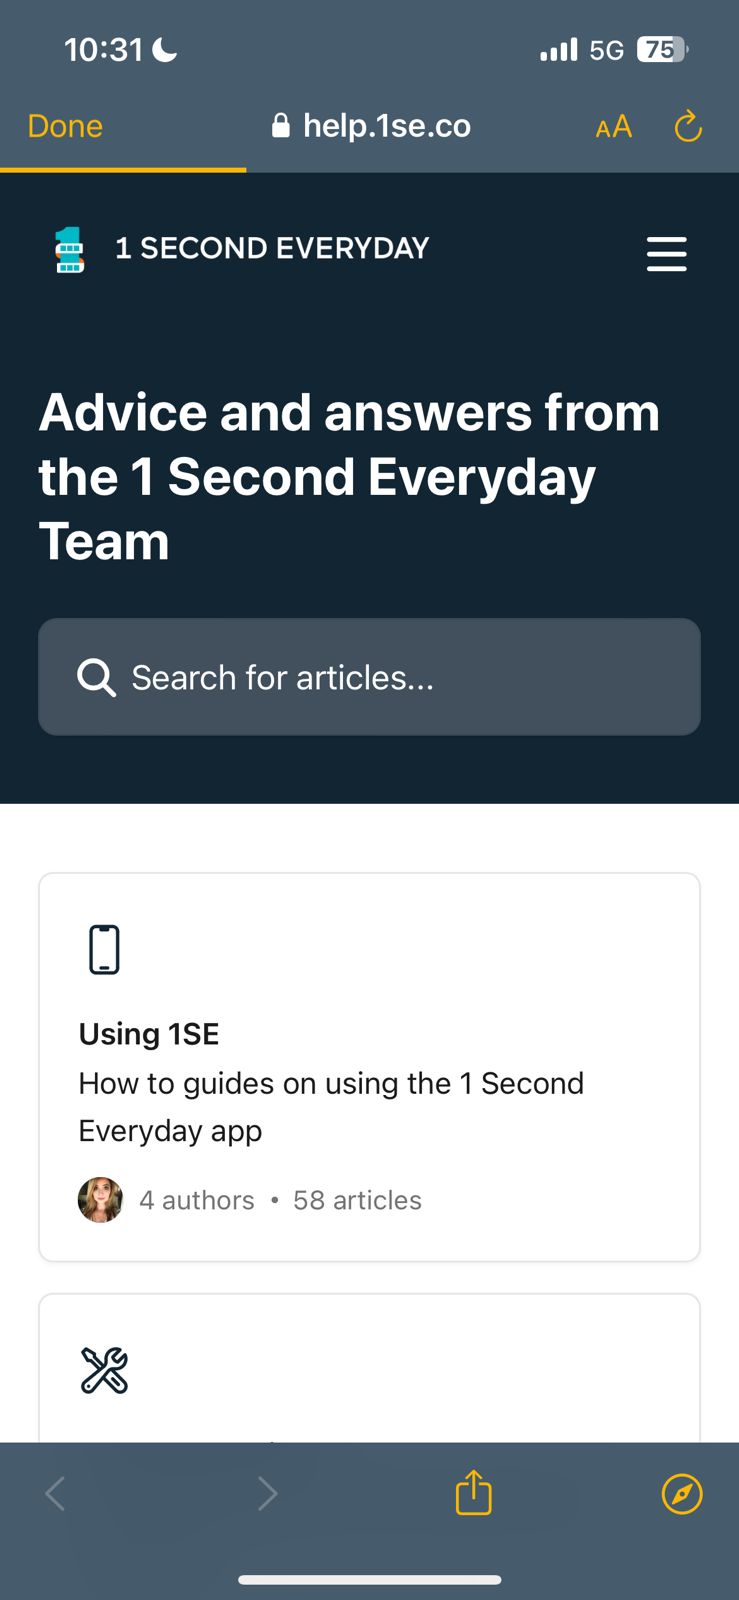 10:31 5G 75
Done help.1se.co AA
1 SECOND EVERYDAY
Advice and answers from
the 1 Second Everyday
Team
Search for articles...
Using 1SE
How to guides on using the 1 Second
Everyday app
4 authors • 58 articles